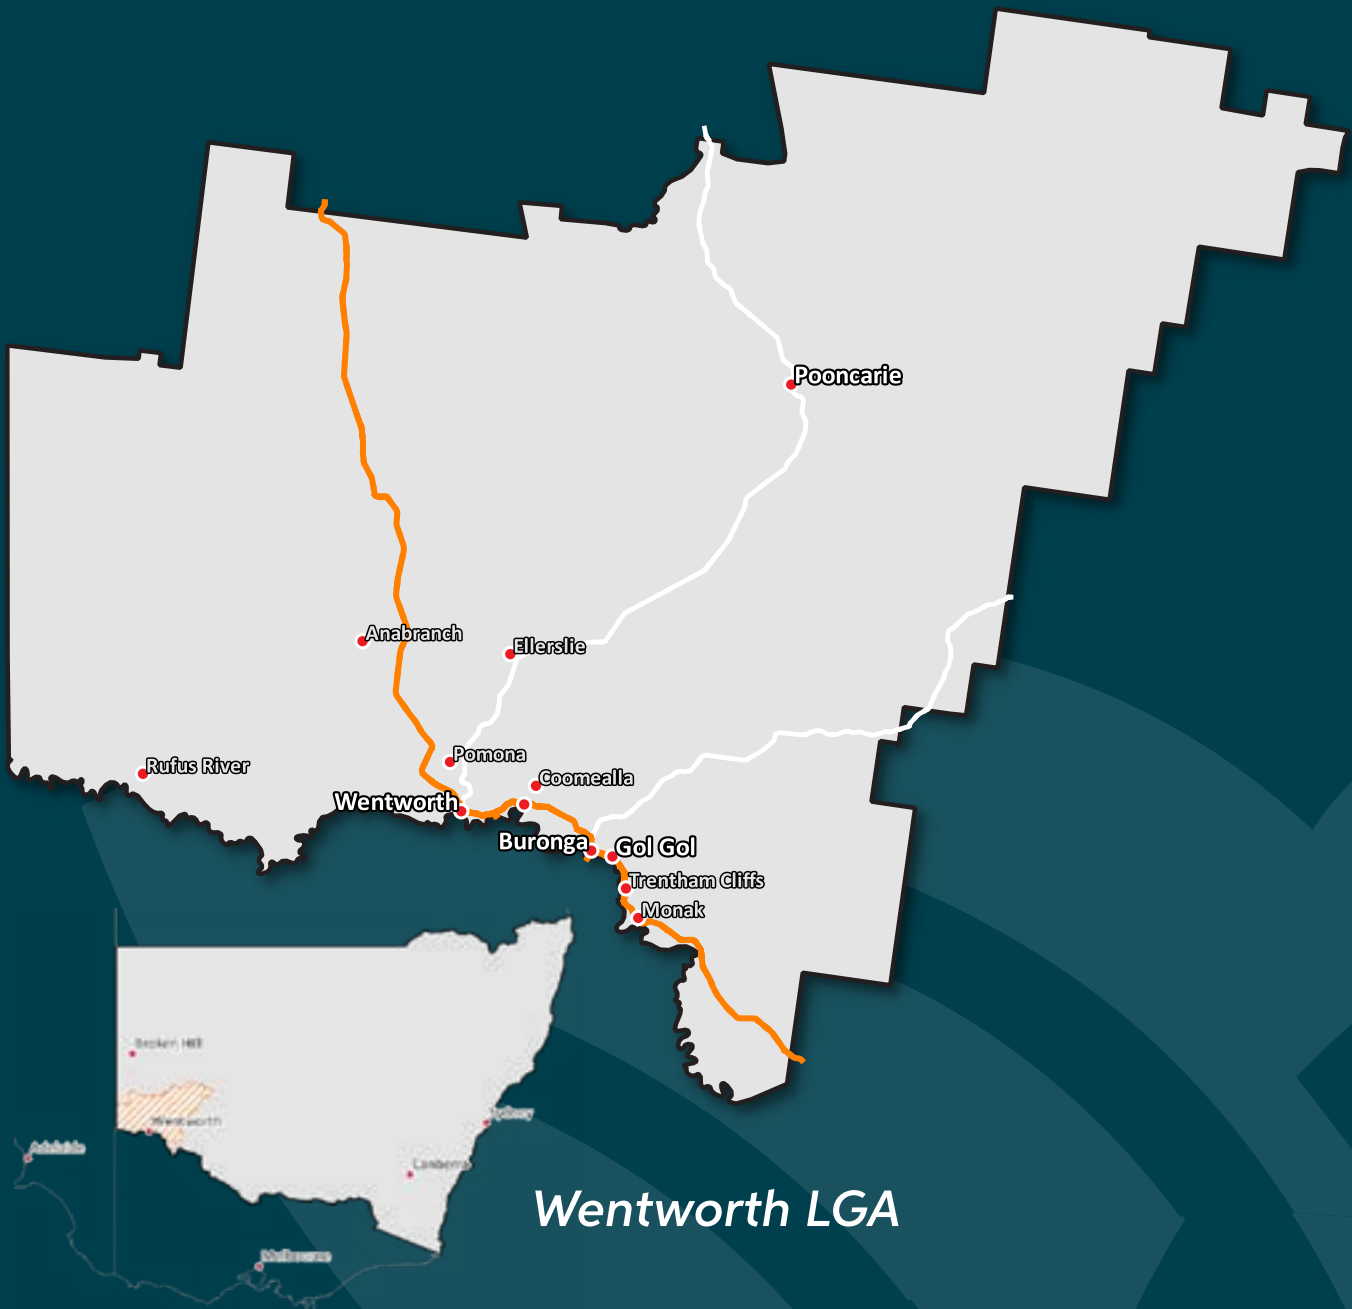 Pooncarie
Anabranch
Ellerslie
Pomona
Rufus River
Coomealla
Wentworth
Buronga
Gol Gol
Trentham Cliffs
Monak
Broken Hill
Wentworth
Sydney
Adelaide
Canberra
Wentworth LGA
Melbourne